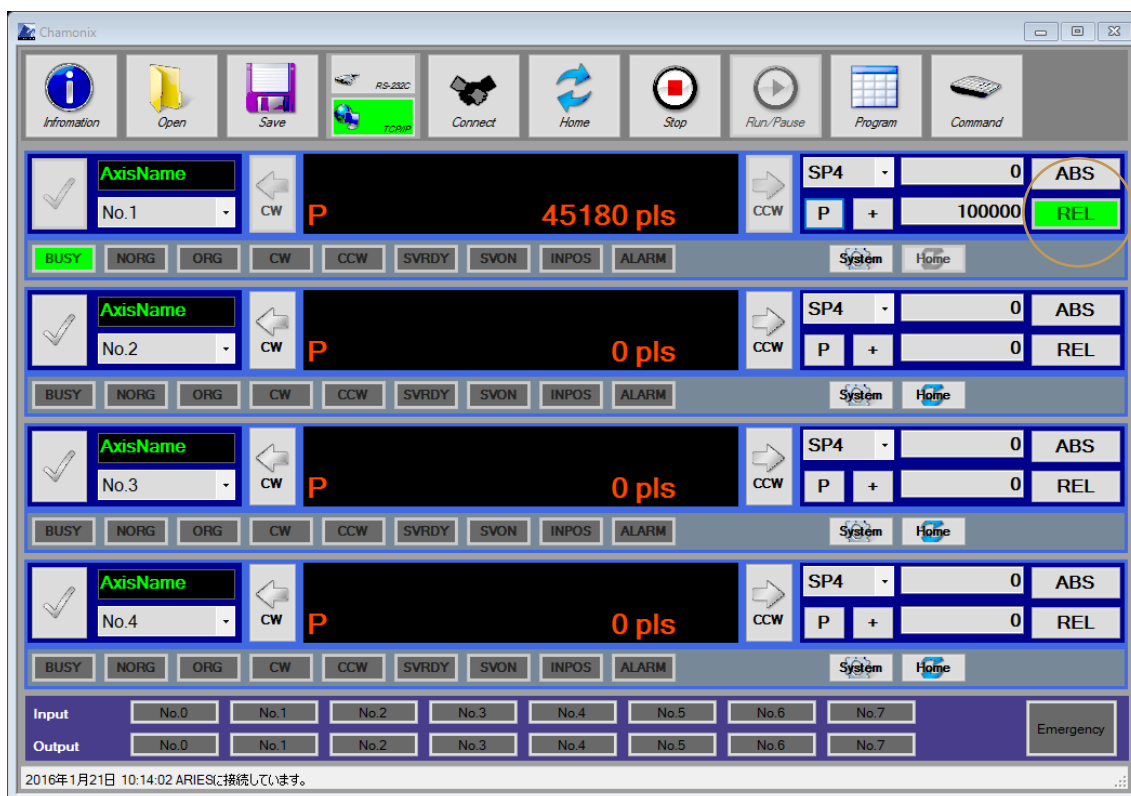 Chamonix
Infromation Open Save RS-232C TCP/IP Connect Home Stop Run/Pause Program Command
AxisName SP4 0 ABS
No.1 CW P 45180 pls CCW P + 100000 REL
BUSY NORG ORG CW CCW SVRDY SVON INPOS ALARM System Home
AxisName SP4 0 ABS
No.2 CW P 0 pls CCW P + 0 REL
BUSY NORG ORG CW CCW SVRDY SVON INPOS ALARM System Home
AxisName SP4 0 ABS
No.3 CW P 0 pls CCW P + 0 REL
BUSY NORG ORG CW CCW SVRDY SVON INPOS ALARM System Home
AxisName SP4 0 ABS
No.4 CW P 0 pls CCW P + 0 REL
BUSY NORG ORG CW CCW SVRDY SVON INPOS ALARM System Home
Input No.0 No.1 No.2 No.3 No.4 No.5 No.6 No.7
Emergency
Output No.0 No.1 No.2 No.3 No.4 No.5 No.6 No.7
2016年1月21日 10:14:02 ARIESに接続しています。